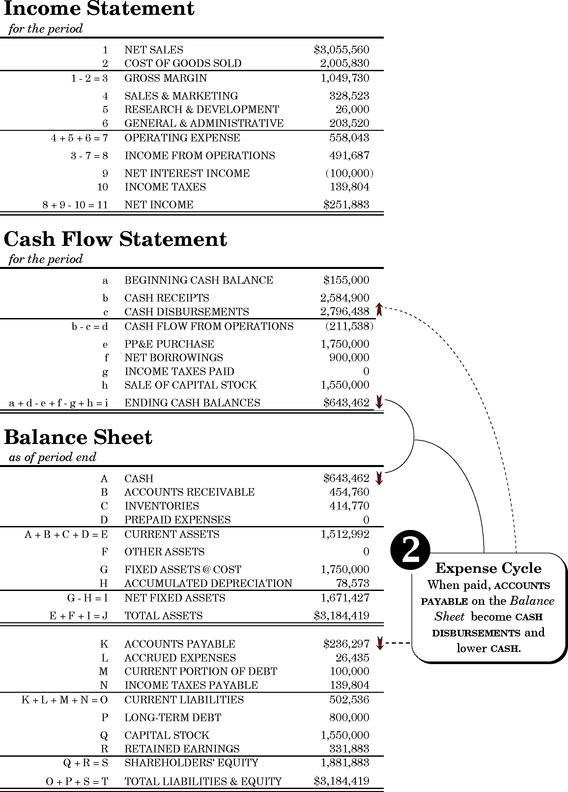 Income Statement
for the period
1 NET SALES $3,055,560
2 COST OF GOODS SOLD 2,005,830
1 - 2 = 3 GROSS MARGIN 1,049,730
4 SALES & MARKETING 328,523
5 RESEARCH & DEVELOPMENT 26,000
6 GENERAL & ADMINISTRATIVE 203,520
4 + 5 + 6 = 7 OPERATING EXPENSE 558,043
3 - 7 = 8 INCOME FROM OPERATIONS 491,687
9 NET INTEREST INCOME (100,000)
10 INCOME TAXES 139,804
8 + 9 - 10 = 11 NET INCOME $251,883
Cash Flow Statement
for the period
a BEGINNING CASH BALANCE $155,000
b CASH RECEIPTS 2,584,900
c CASH DISBURSEMENTS 2,796,438
b - c = d CASH FLOW FROM OPERATIONS (211,538)
e PP&E PURCHASE 1,750,000
f NET BORROWINGS 900,000
g INCOME TAXES PAID 0
h SALE OF CAPITAL STOCK 1,550,000
a + d - e + f - g + h = i ENDING CASH BALANCES $643,462
Balance Sheet
as of period end
A CASH $643,462
B ACCOUNTS RECEIVABLE 454,760
C INVENTORIES 414,770
D PREPAID EXPENSES 0
A + B + C + D = E CURRENT ASSETS 1,512,992
F OTHER ASSETS 0
G FIXED ASSETS @ COST 1,750,000
H ACCUMULATED DEPRECIATION 78,573
G - H = I NET FIXED ASSETS 1,671,427
E + F + I = J TOTAL ASSETS $3,184,419
K ACCOUNTS PAYABLE $236,297
L ACCRUED EXPENSES 26,435
M CURRENT PORTION OF DEBT 100,000
N INCOME TAXES PAYABLE 139,804
K + L + M + N = O CURRENT LIABILITIES 502,536
P LONG-TERM DEBT 800,000
Q CAPITAL STOCK 1,550,000
R RETAINED EARNINGS 331,883
Q + R = S SHAREHOLDERS' EQUITY 1,881,883
O + P + S = T TOTAL LIABILITIES & EQUITY $3,184,419
2
Expense Cycle
When paid, ACCOUNTS
PAYABLE on the Balance
Sheet become CASH
DISBURSEMENTS and
lower CASH.